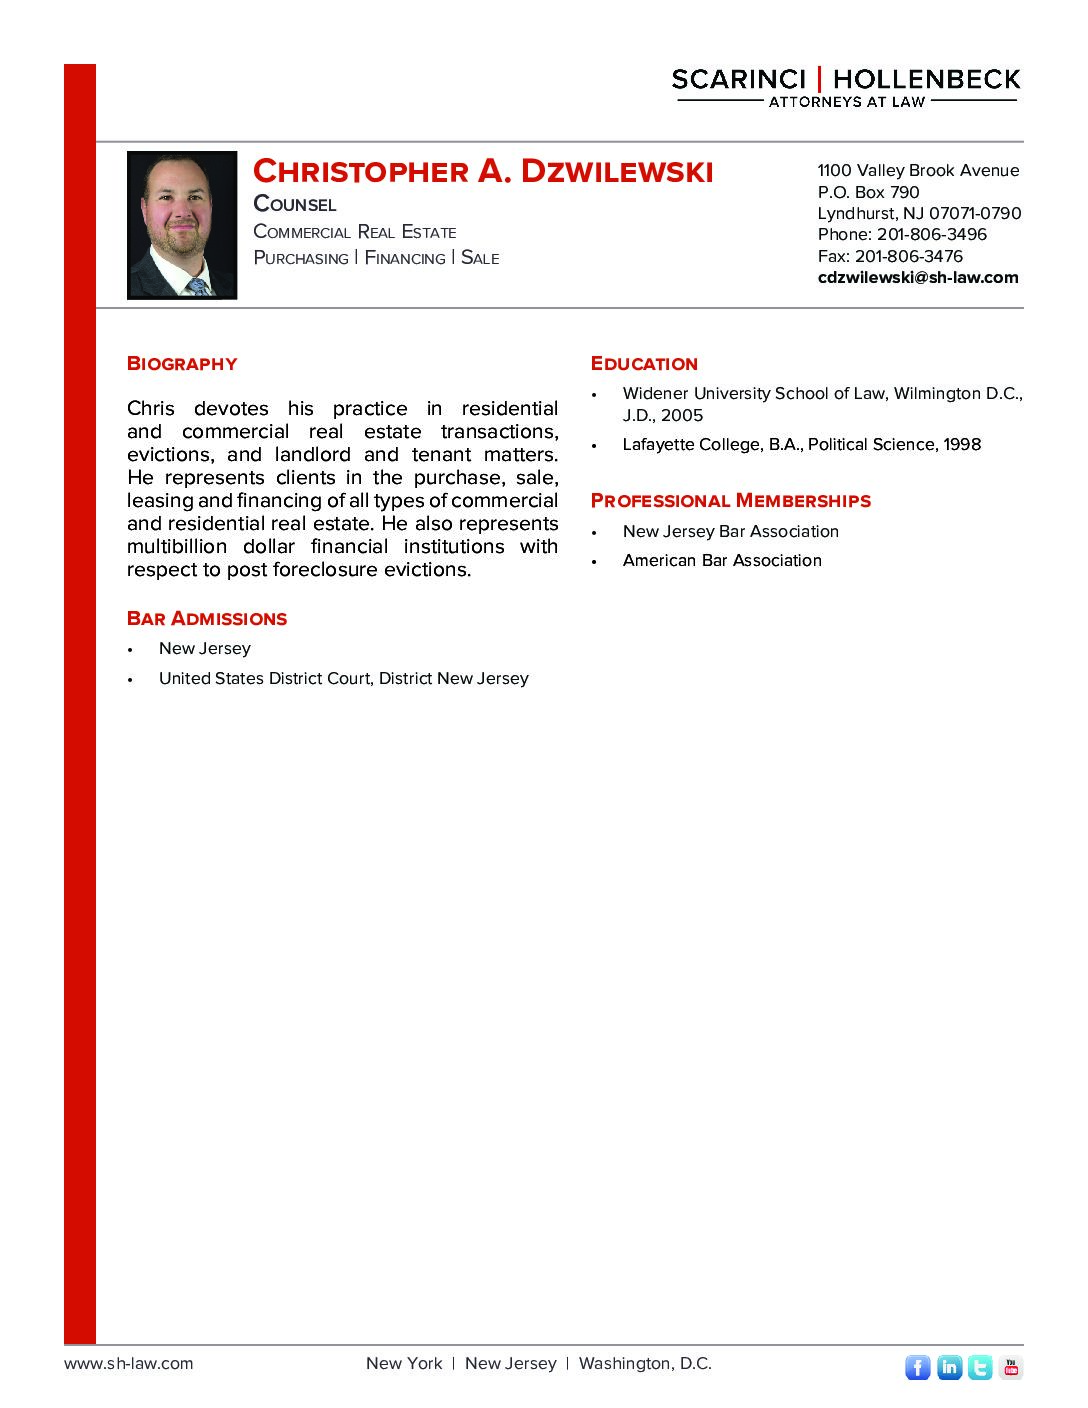 SCARINCI | HOLLENBECK
ATTORNEYS AT LAW
Christopher A. Dzwilewski
Counsel
Commercial Real Estate
Purchasing | Financing | Sale
1100 Valley Brook Avenue
P.O. Box 790
Lyndhurst, NJ 07071-0790
Phone: 201-806-3496
Fax: 201-806-3476
cdzwilewski@sh-law.com
Biography
Chris devotes his practice in residential
and commercial real estate transactions,
evictions, and landlord and tenant matters.
He represents clients in the purchase, sale,
leasing and financing of all types of commercial
and residential real estate. He also represents
multibillion dollar financial institutions with
respect to post foreclosure evictions.
Bar Admissions
• New Jersey
• United States District Court, District New Jersey
Education
• Widener University School of Law, Wilmington D.C.,
J.D., 2005
• Lafayette College, B.A., Political Science, 1998
Professional Memberships
• New Jersey Bar Association
• American Bar Association
www.sh-law.com
New York | New Jersey | Washington, D.C.
f in t You Tube